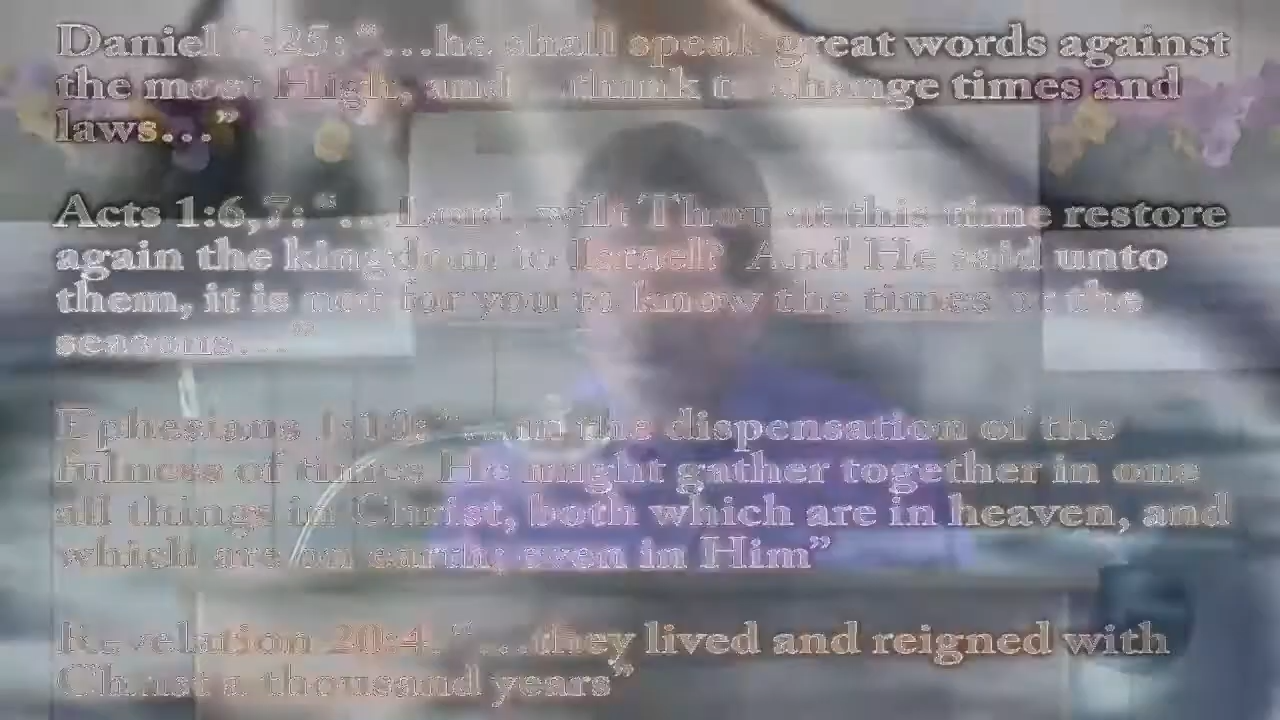 Daniel 7:25: “…he shall speak great words against
the most High, and think to change times and
laws…”
Acts 1:6,7: “…Lord, wilt Thou at this time restore
again the kingdom to Israel? And He said unto
them, it is not for you to know the times or the
seasons…”
Ephesians 1:10: “…in the dispensation of the
fulness of times He might gather together in one
all things in Christ, both which are in heaven, and
which are on earth; even in Him”
Revelation 20:4: “…they lived and reigned with
Christ a thousand years”